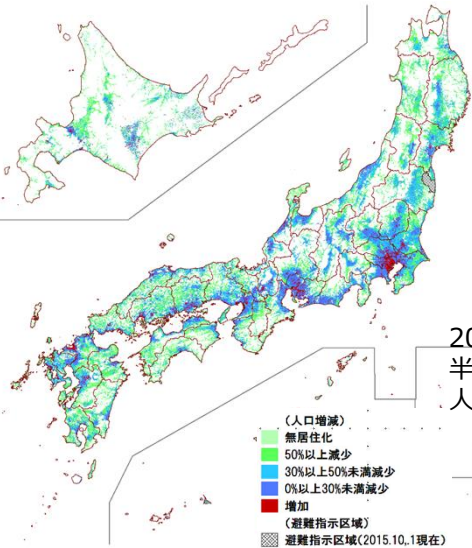 20
半
人
(人口増減)
無居住化
50%以上減少
30%以上50%未満減少
0%以上30%未満減少
増加
(避難指示区域)
避難指示区域(2015.10,.1現在)